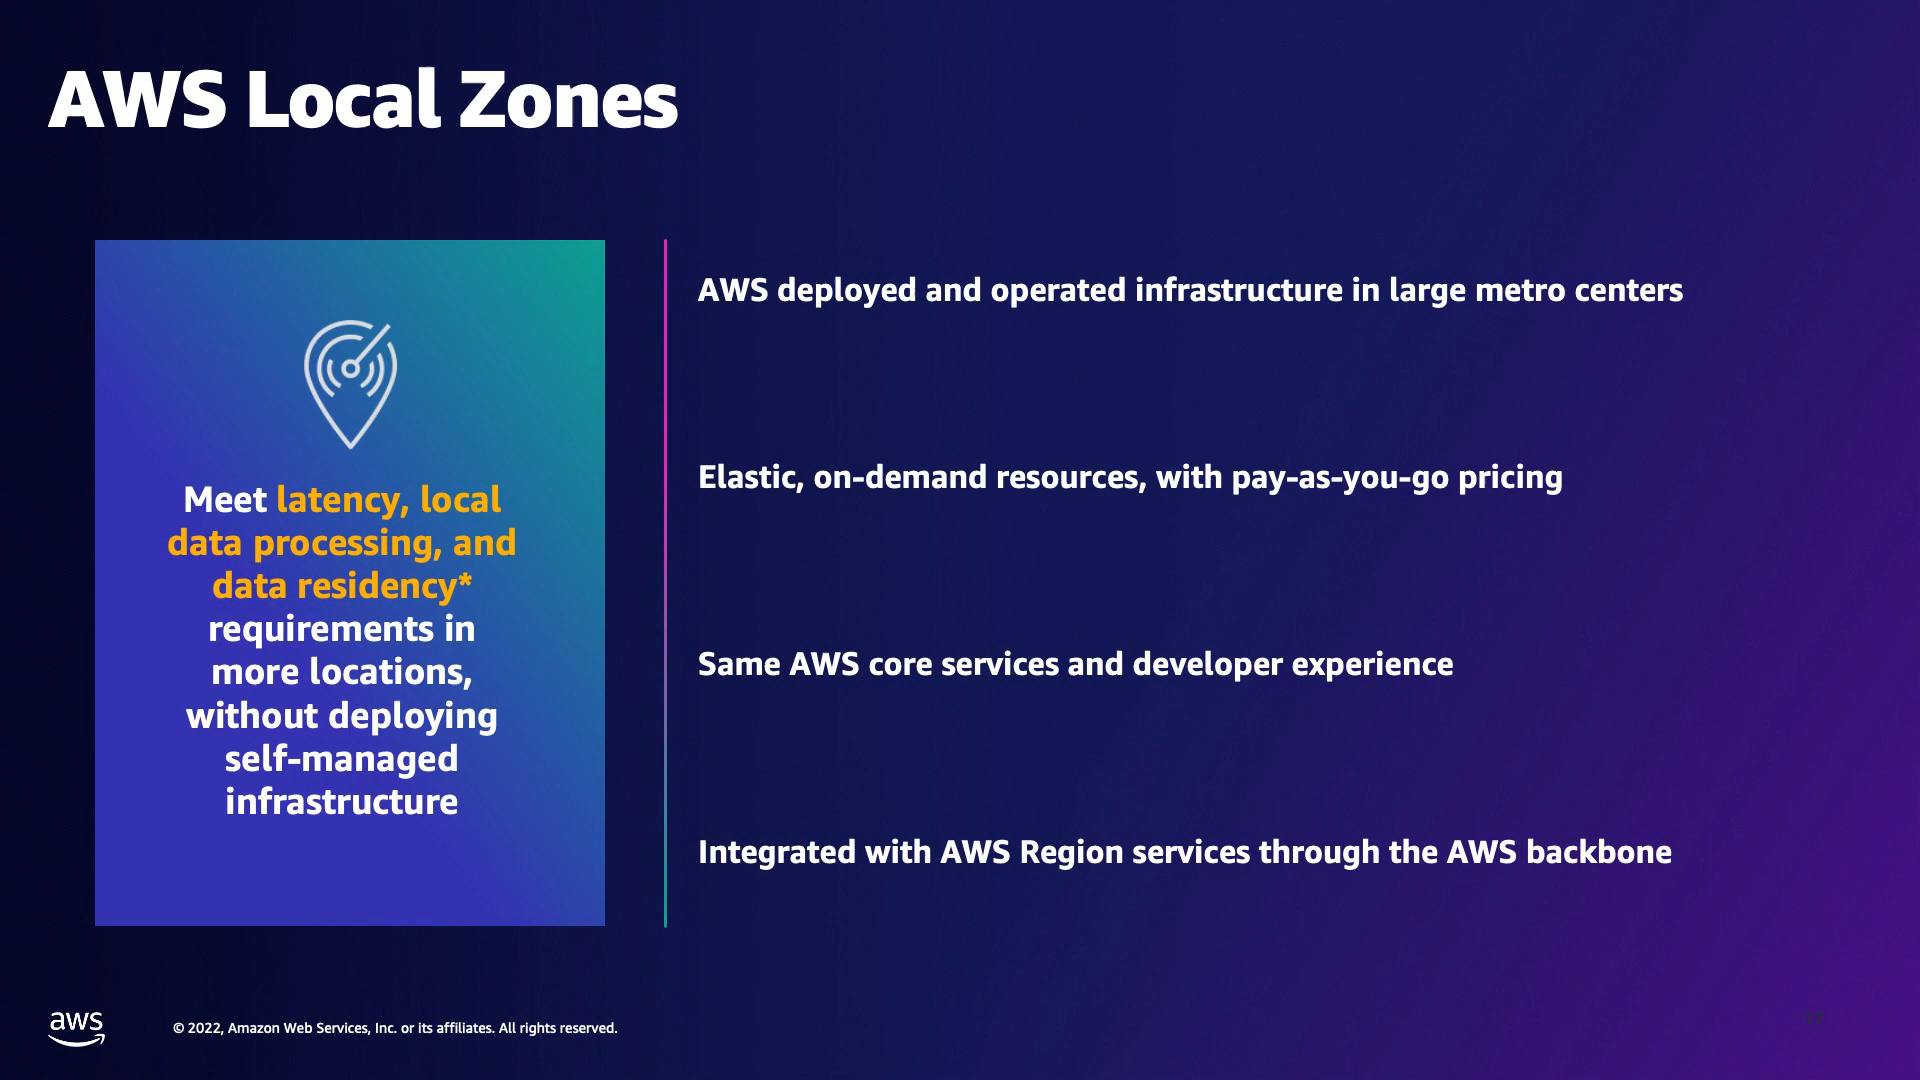 AWS Local Zones
Meet latency, local
data processing, and
data residency*
requirements in
more locations,
without deploying
self-managed
infrastructure
AWS deployed and operated infrastructure in large metro centers
Elastic, on-demand resources, with pay-as-you-go pricing
Same AWS core services and developer experience
Integrated with AWS Region services through the AWS backbone
aws
© 2022, Amazon Web Services, Inc. or its affiliates. All rights reserved.